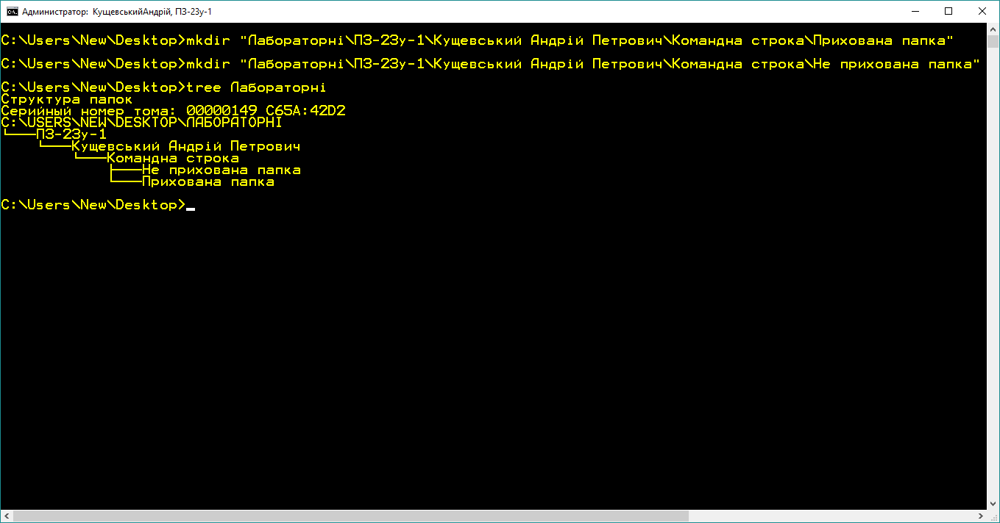 Администратор: КущевськийАндрій, ПЗ-23у-1
C:\Users\New\Desktop>mkdir "Лабораторні\ПЗ-23у-1\Кущевський Андрій Петрович\Командна строка\Прихована папка"
C:\Users\New\Desktop>mkdir "Лабораторні\ПЗ-23у-1\Кущевський Андрій Петрович\Командна строка\Не прихована папка"
C:\Users\New\Desktop>tree Лабораторні
Структура папок
Серийный номер тома: 00000149 C65A:42D2
C:\USERS\NEW\DESKTOP\ЛАБОРАТОРНІ
└───ПЗ-23у-1
    └───Кущевський Андрій Петрович
        └───Командна строка
            ├───Не прихована папка
            └───Прихована папка
C:\Users\New\Desktop>